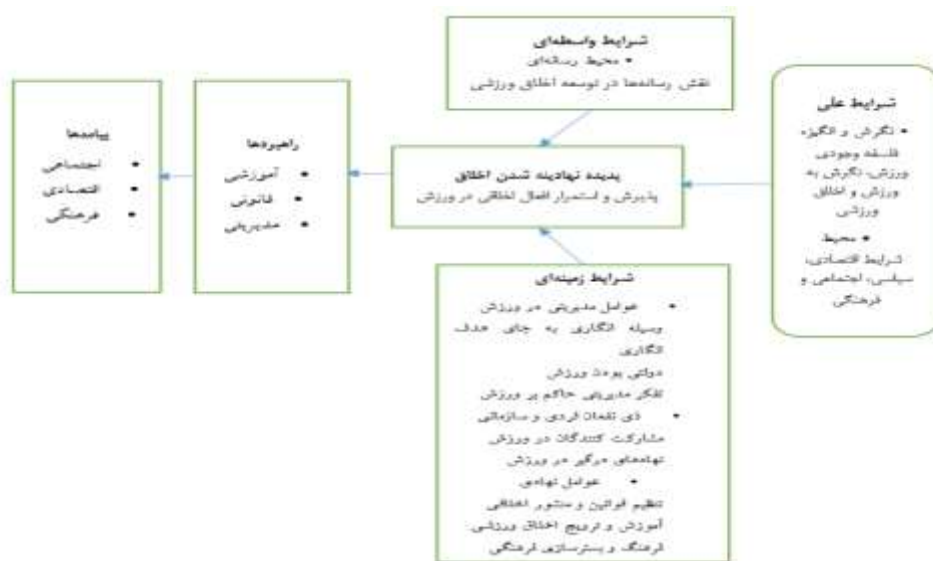 شرایط علی
• نگرش و انگیزه
فلسفه وجودی
ورزش، نگرش به
ورزش و اخلاق
ورزشی
• محیط
شرایط اقتصادی،
سیاسی، اجتماعی و
فرهنگی
شرایط واسطه‌ای
• محیط رسانه‌ای
نقش رسانه‌ها در توسعه اخلاق ورزشی
پدیده نهادینه شدن اخلاق
پذیرش و استمرار افعال اخلاقی در ورزش
شرایط زمینه‌ای
• عوامل مدیریتی در ورزش
وسیله انگاری به جای هدف
انگاری
دولتی بودن ورزش
تفکر مدیریتی حاکم بر ورزش
• ذی نفعان فردی و سازمانی
مشارکت کنندگان در ورزش
نهادهای درگیر در ورزش
• عوامل نهادی
تنظیم قوانین و منشور اخلاقی
آموزش و ترویج اخلاق ورزشی
فرهنگ و بسترسازی فرهنگی
راهبردها
• آموزشی
• قانونی
• مدیریتی
پیامدها
• اجتماعی
• اقتصادی
• فرهنگی